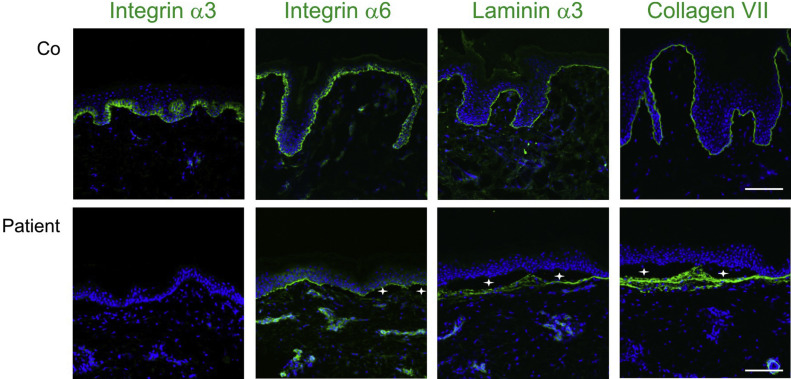 Integrin α3 Integrin α6 Laminin α3 Collagen VII
Co
Patient